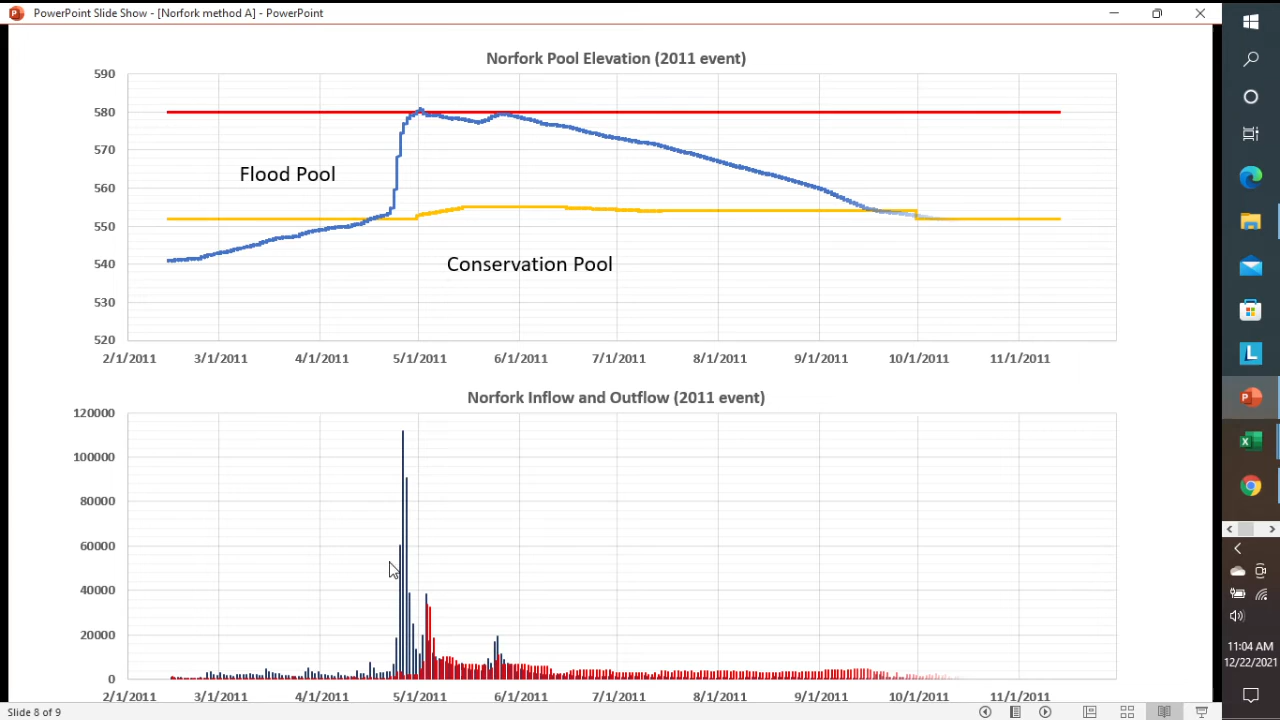 PowerPoint Slide Show - [Norfork method A] - PowerPoint
Norfork Pool Elevation (2011 event)
590
580
570
560
550
540
530
520
Flood Pool
Conservation Pool
2/1/2011 3/1/2011 4/1/2011 5/1/2011 6/1/2011 7/1/2011 8/1/2011 9/1/2011 10/1/2011 11/1/2011
Norfork Inflow and Outflow (2011 event)
120000
100000
80000
60000
40000
20000
0
2/1/2011 3/1/2011 4/1/2011 5/1/2011 6/1/2011 7/1/2011 8/1/2011 9/1/2011 10/1/2011 11/1/2011
Slide 8 of 9
11:04 AM
12/22/2021